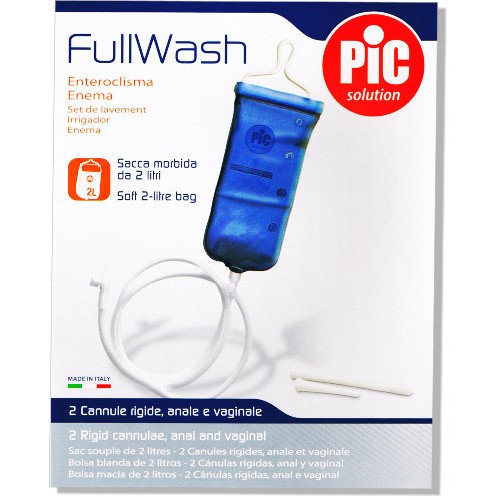 FullWash
Enteroclisma
Enema
Set de lavement
Irrigador
Enema
PiC
solution
PiC
Sacca morbida
da 2 litri
Soft 2-litre bag
2L
MADE IN ITALY
2 Cannule rigide, anale e vaginale
2 Rigid cannulae, anal and vaginal
Sac souple de 2 litres - 2 Canules rigides, anale et vaginale
Bolsa blanda de 2 litros - 2 Cánulas rígidas, anal y vaginal
Bolsa macia de 2 litros - 2 Cânulas rígidas, anal e vaginal